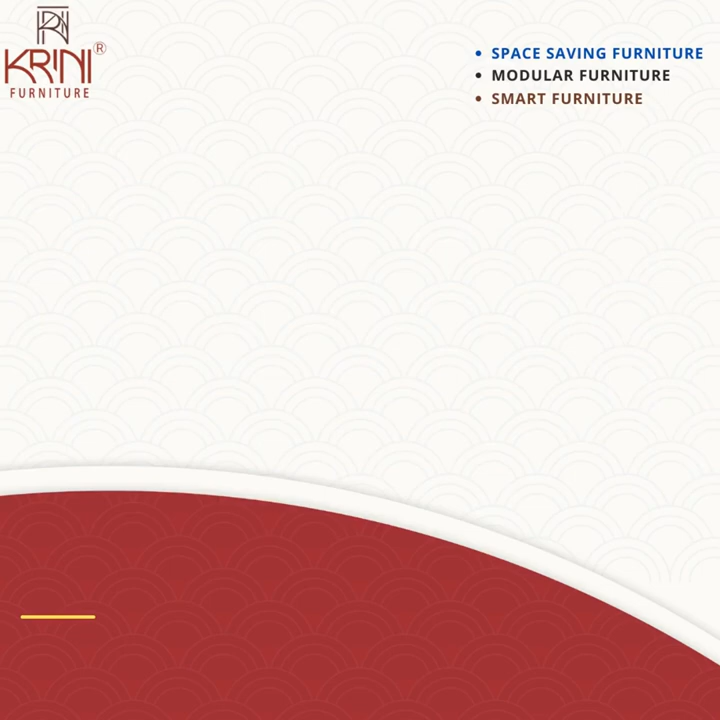 KRINI®
FURNITURE
• SPACE SAVING FURNITURE
• MODULAR FURNITURE
• SMART FURNITURE